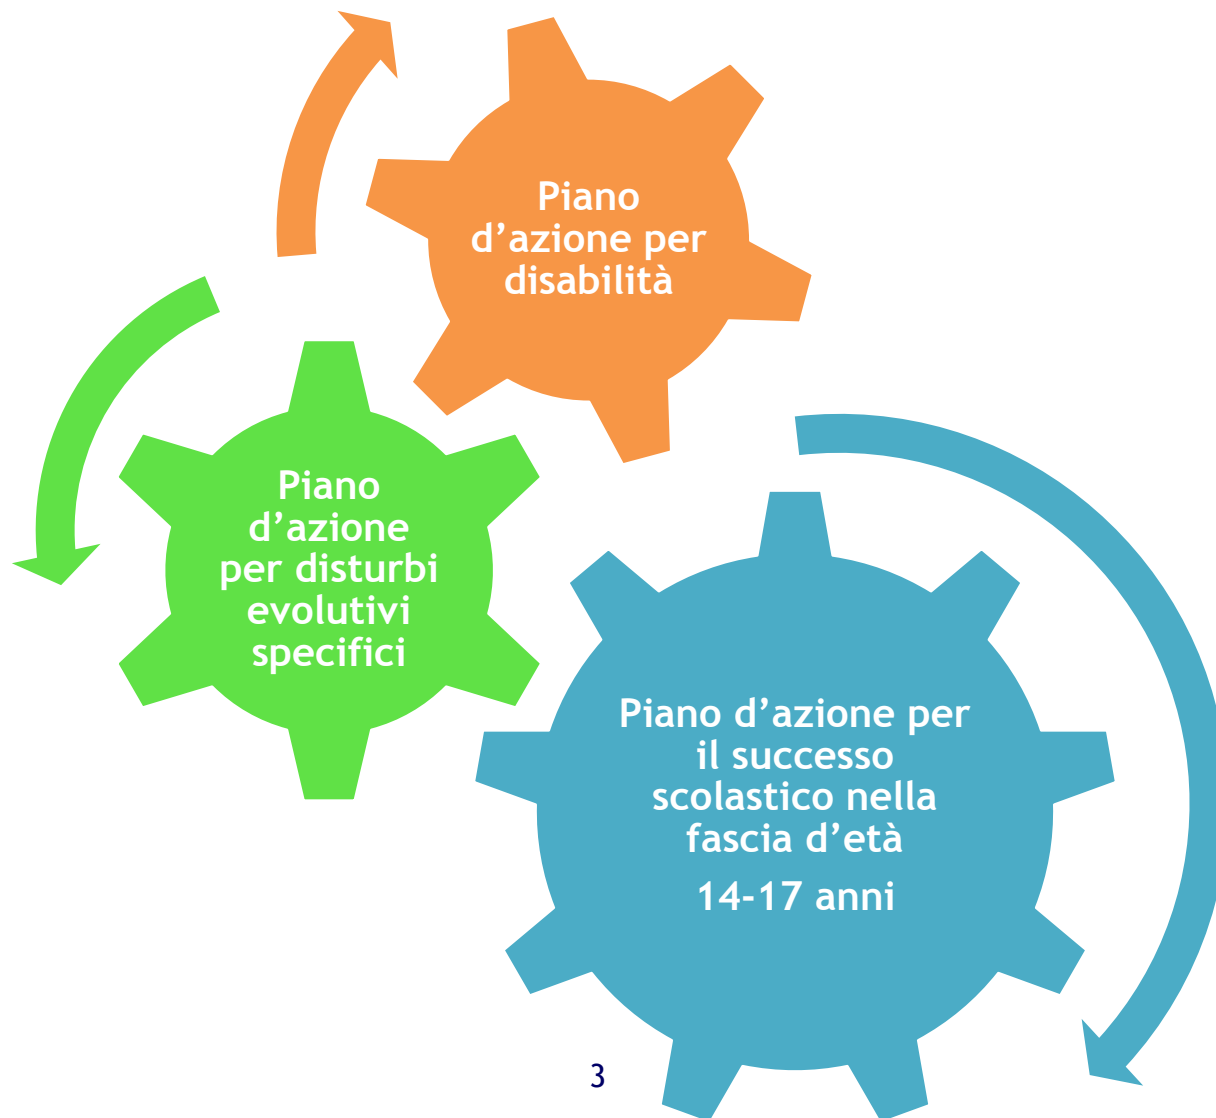 Piano
d’azione per
disabilità
Piano
d’azione
per disturbi
evolutivi
specifici
Piano d’azione per
il successo
scolastico nella
fascia d’età
14-17 anni
3